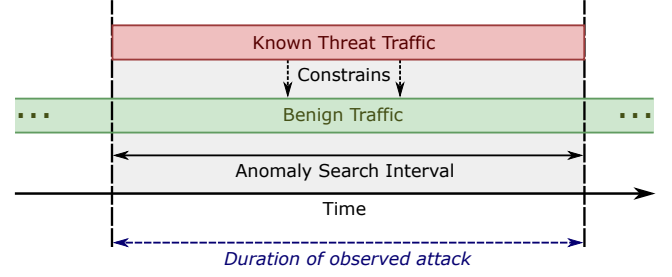 Known Threat Traffic
Constrains
... Benign Traffic ...
Anomaly Search Interval
Time
Duration of observed attack